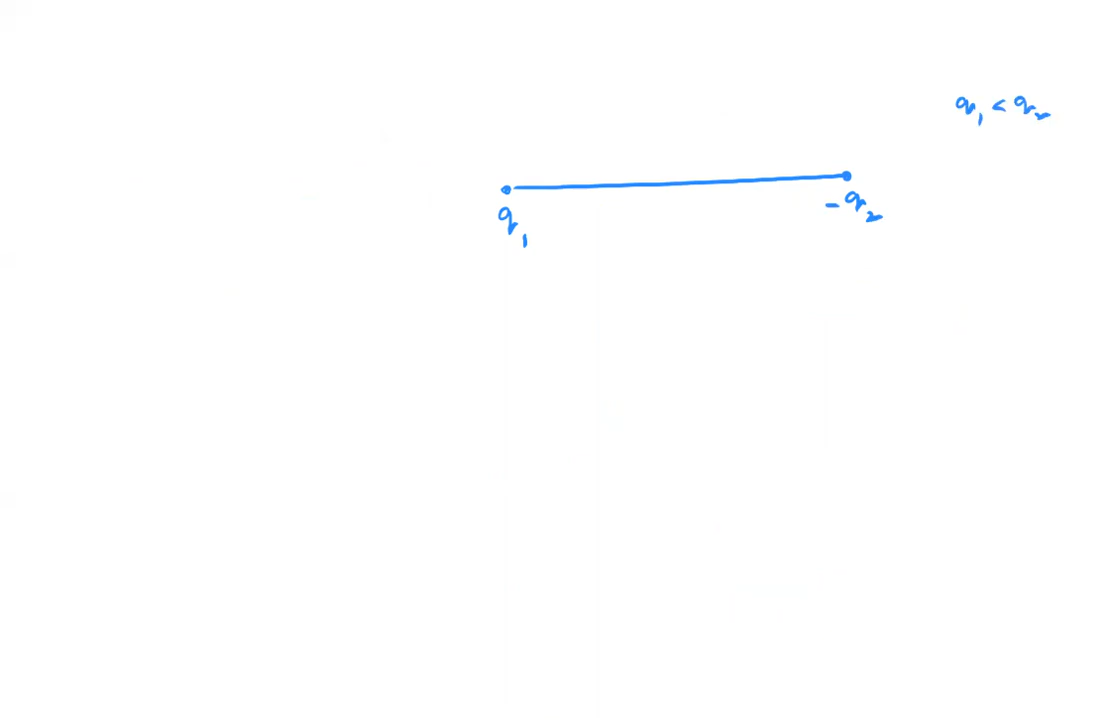 q₁ < q₂
q₁
-q₂